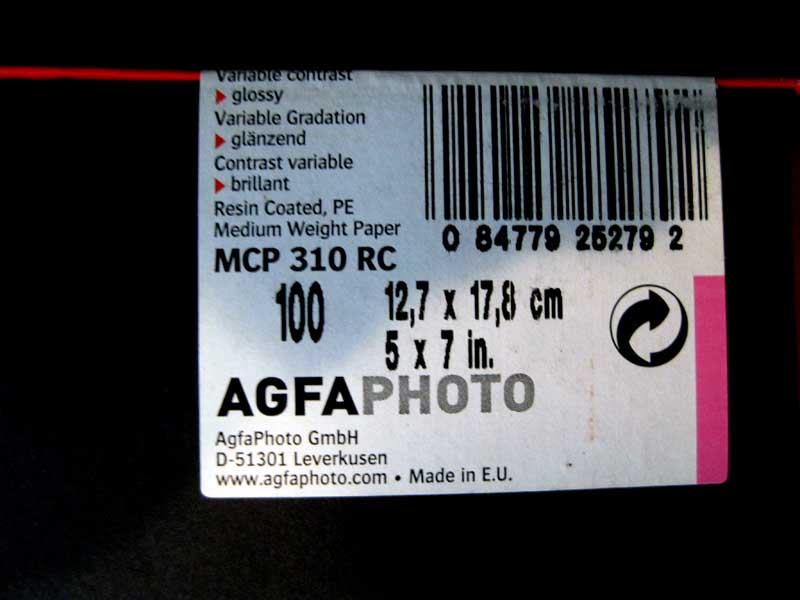 Variable contrast
glossy
Variable Gradation
glänzend
Contrast variable
brillant
Resin Coated, PE
Medium Weight Paper
MCP 310 RC
0 84779 25279 2
100
12,7 x 17,8 cm
5 x 7 in.
AGFAPHOTO
AgfaPhoto GmbH
D-51301 Leverkusen
www.agfaphoto.com • Made in E.U.